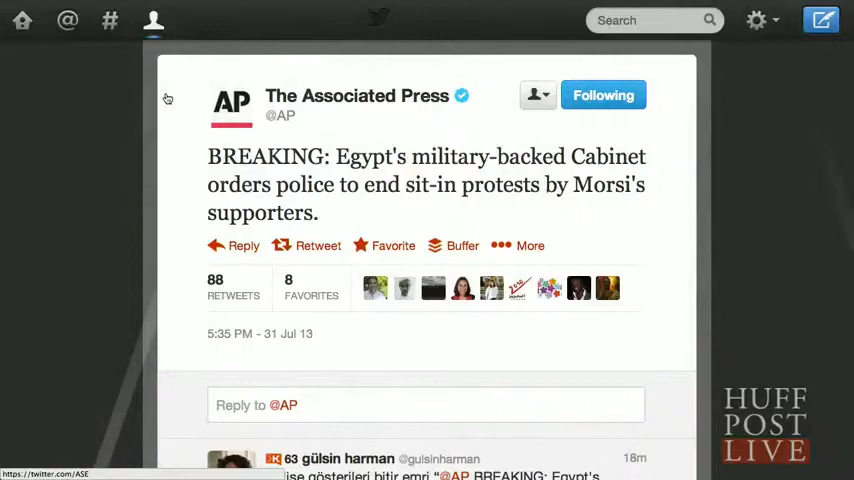 @ # Search
AP The Associated Press Following
@AP
BREAKING: Egypt's military-backed Cabinet
orders police to end sit-in protests by Morsi's
supporters.
Reply Retweet Favorite Buffer More
88 8
RETWEETS FAVORITES
5:35 PM - 31 Jul 13
Reply to @AP
HUFF
POST
LIVE
K 63 gülsin harman @gulsinharman 18m
ise gösterileri bitir emri “@AP BREAKING: Egypt's
https://twitter.com/ASE